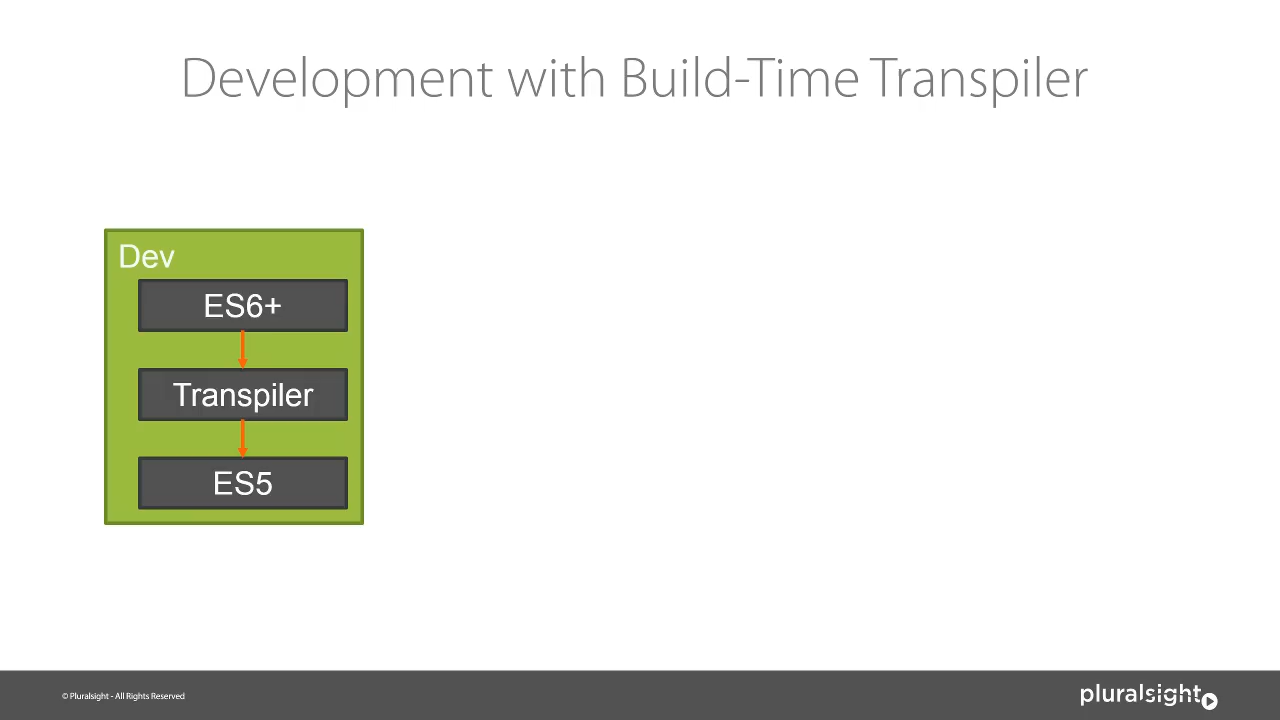 Development with Build-Time Transpiler
Dev
ES6+
Transpiler
ES5
© Pluralsight - All Rights Reserved
pluralsight